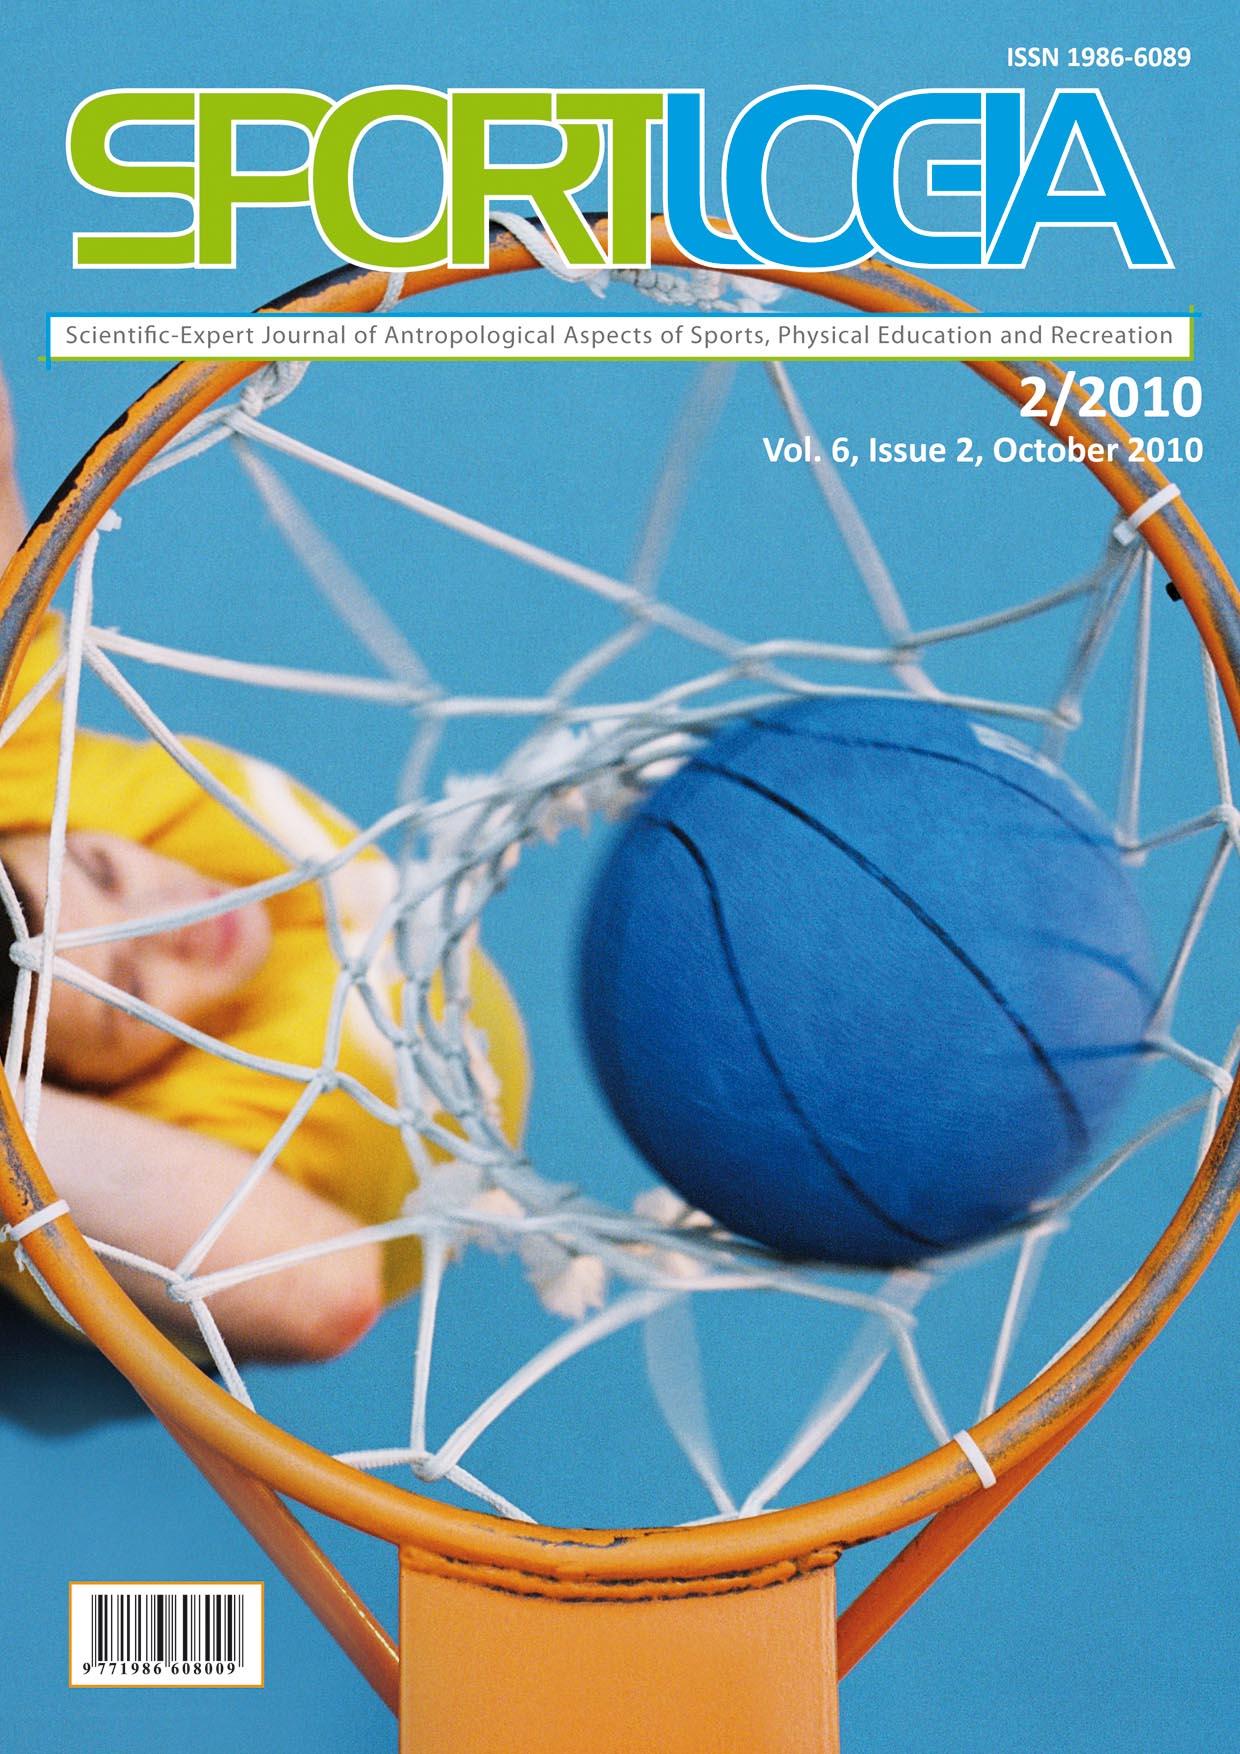 ISSN 1986-6089
SPORTLOGIA
Scientific-Expert Journal of Antropological Aspects of Sports, Physical Education and Recreation
2/2010
Vol. 6, Issue 2, October 2010
9 771986 608009